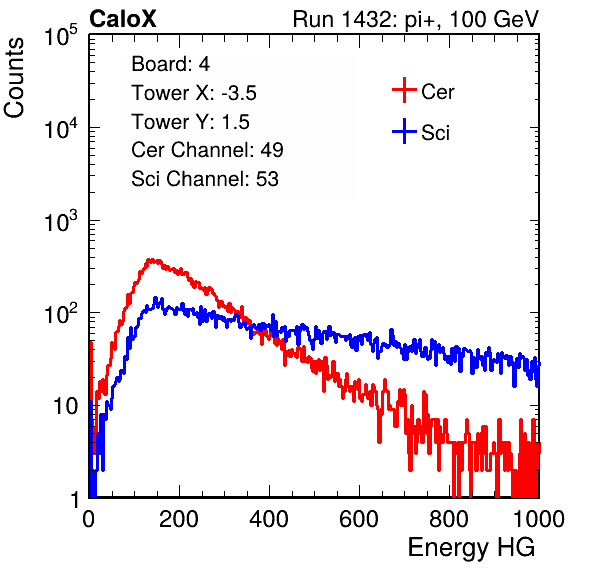 CaloX Run 1432: pi+, 100 GeV
Board: 4
Tower X: -3.5
Tower Y: 1.5
Cer Channel: 49
Sci Channel: 53
Cer
Sci
Counts
10^5
10^4
10^3
10^2
10
1
0 200 400 600 800 1000
Energy HG